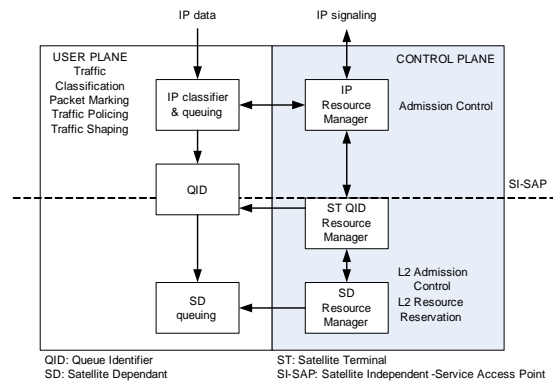 IP data
IP signaling
USER PLANE
Traffic
Classification
Packet Marking
Traffic Policing
Traffic Shaping
IP classifier
& queuing
CONTROL PLANE
IP
Resource
Manager
Admission Control
QID
SI-SAP
ST QID
Resource
Manager
SD
queuing
SD
Resource
Manager
L2 Admission
Control
L2 Resource
Reservation
QID: Queue Identifier
SD: Satellite Dependant
ST: Satellite Terminal
SI-SAP: Satellite Independent -Service Access Point